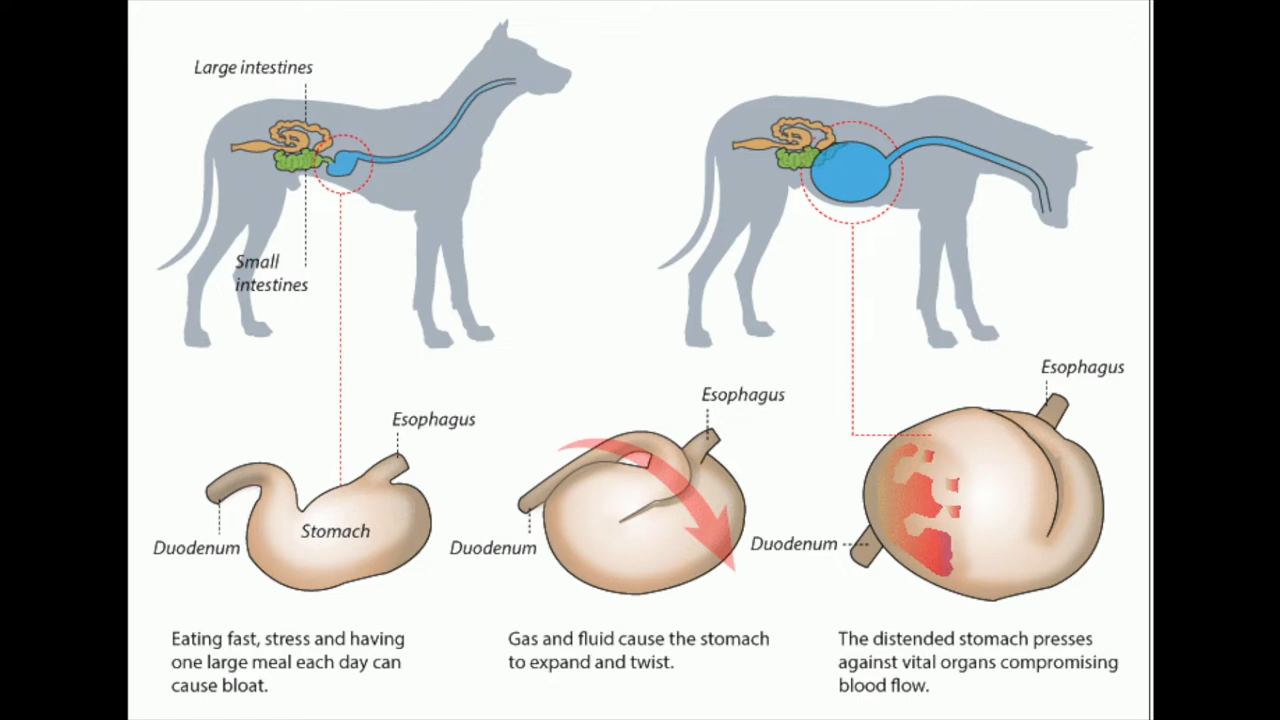 Large intestines
Small
intestines
Esophagus
Stomach
Duodenum
Esophagus
Duodenum
Esophagus
Duodenum
Eating fast, stress and having
one large meal each day can
cause bloat.
Gas and fluid cause the stomach
to expand and twist.
The distended stomach presses
against vital organs compromising
blood flow.